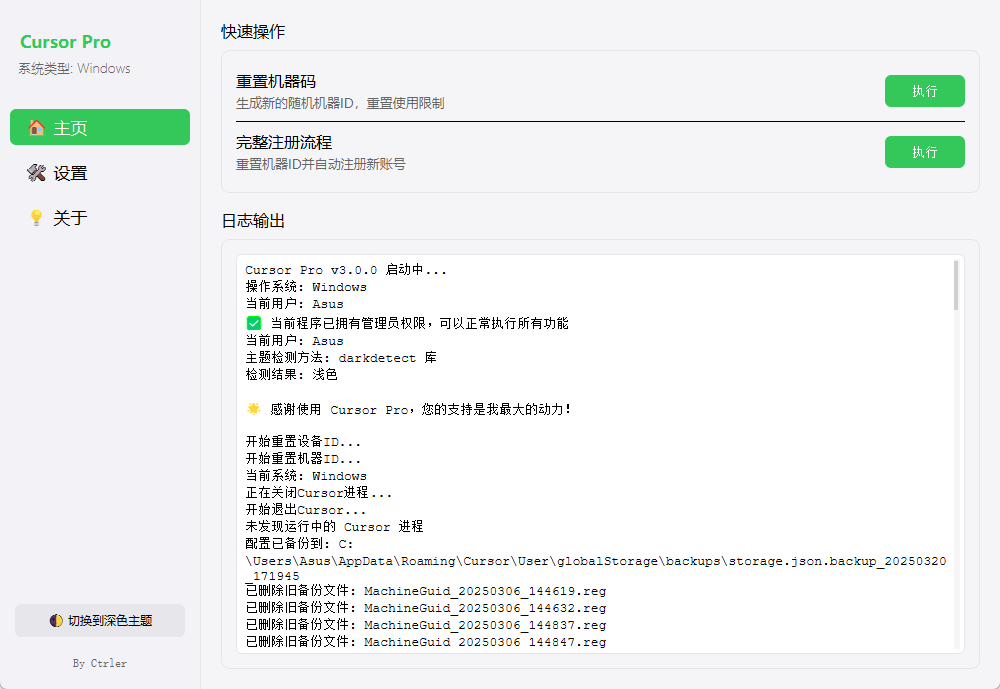 Cursor Pro
系统类型: Windows
主页
设置
关于
切换到深色主题
By Ctrler
快速操作
重置机器码
生成新的随机机器ID，重置使用限制
执行
完整注册流程
重置机器ID并自动注册新账号
执行
日志输出
Cursor Pro v3.0.0 启动中...
操作系统: Windows
当前用户: Asus
✅ 当前程序已拥有管理员权限，可以正常执行所有功能
当前用户: Asus
主题检测方法: darkdetect 库
检测结果: 浅色
🌟 感谢使用 Cursor Pro，您的支持是我最大的动力！
开始重置设备ID...
开始重置机器ID...
当前系统: Windows
正在关闭Cursor进程...
开始退出Cursor...
未发现运行中的 Cursor 进程
配置已备份到: C:
\Users\Asus\AppData\Roaming\Cursor\User\globalStorage\backups\storage.json.backup_20250320
_171945
已删除旧备份文件: MachineGuid_20250306_144619.reg
已删除旧备份文件: MachineGuid_20250306_144632.reg
已删除旧备份文件: MachineGuid_20250306_144837.reg
已删除旧备份文件: MachineGuid_20250306_144847.reg